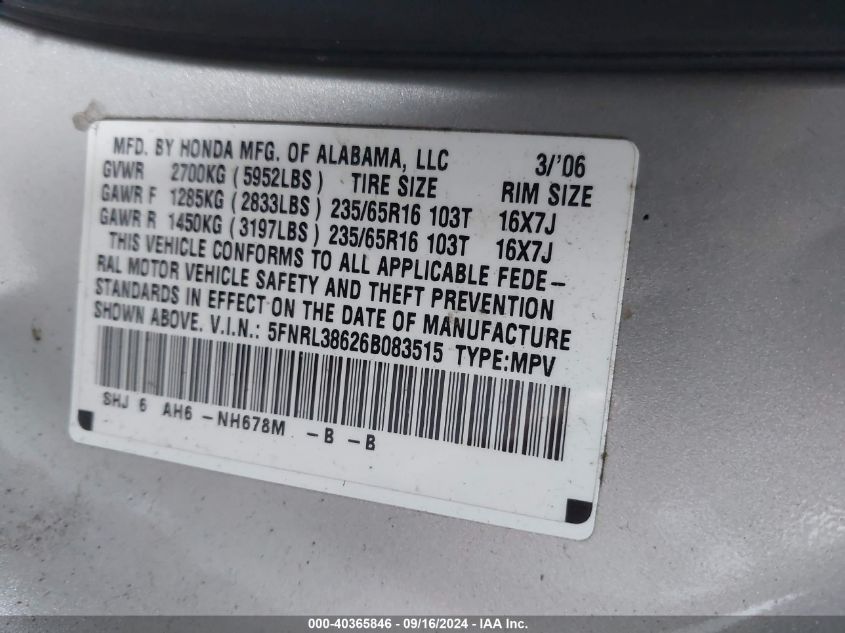 MFD. BY HONDA MFG. OF ALABAMA, LLC 3/'06
GVWR 2700KG (5952LBS) TIRE SIZE RIM SIZE
GAWR F 1285KG (2833LBS) 235/65R16 103T 16X7J
GAWR R 1450KG (3197LBS) 235/65R16 103T 16X7J
THIS VEHICLE CONFORMS TO ALL APPLICABLE FEDE-
RAL MOTOR VEHICLE SAFETY AND THEFT PREVENTION
STANDARDS IN EFFECT ON THE DATE OF MANUFACTURE
SHOWN ABOVE. V.I.N.: 5FNRL38626B083515 TYPE:MPV
SHJ 6 AH6 -NH678M -B -B
000-40365846 - 09/16/2024 - IAA Inc.